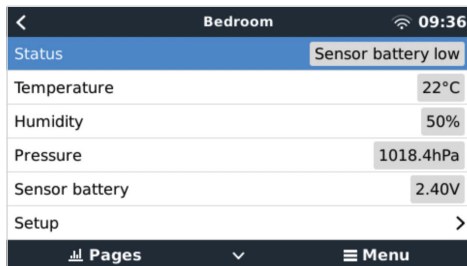 Bedroom 09:36
Status Sensor battery low
Temperature 22°C
Humidity 50%
Pressure 1018.4hPa
Sensor battery 2.40V
Setup
Pages Menu